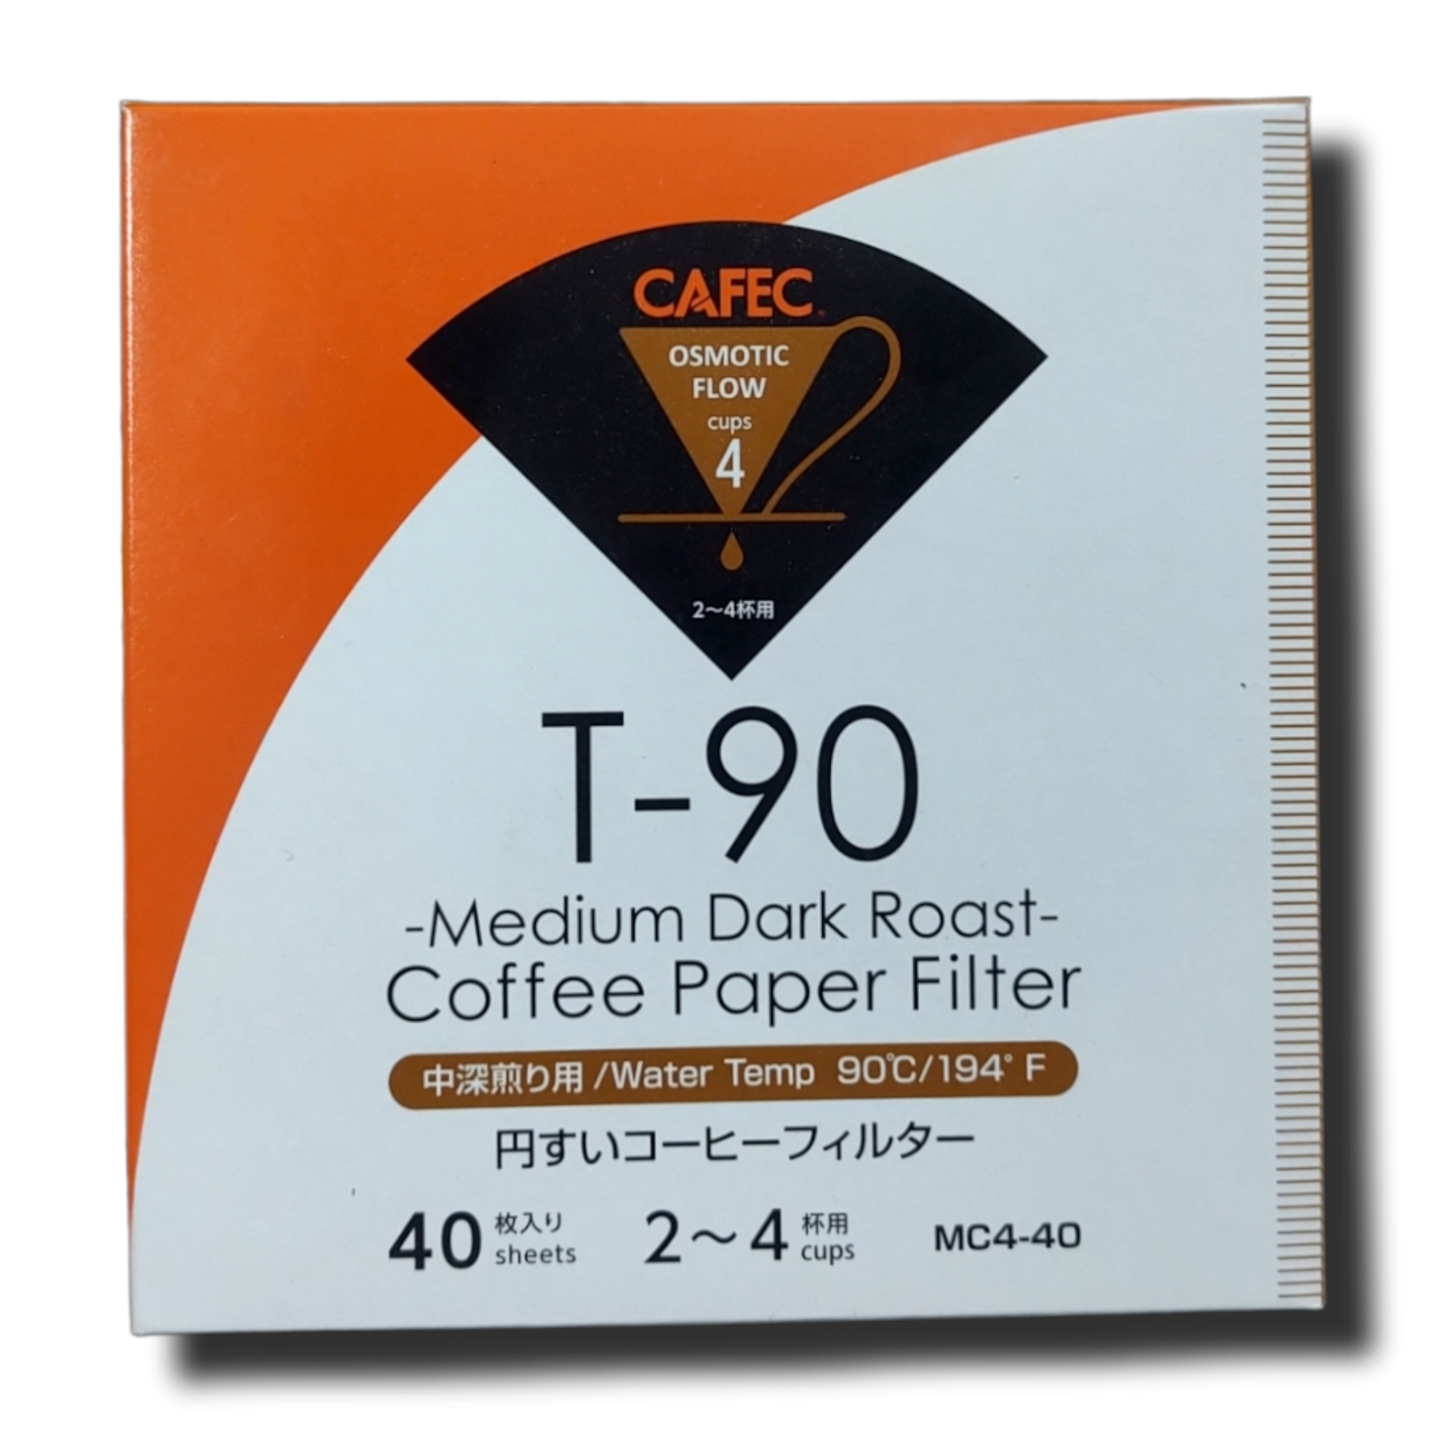 CAFEC
OSMOTIC
FLOW
cups
4
2～4杯用
T-90
-Medium Dark Roast-
Coffee Paper Filter
中深煎り用 /Water Temp 90℃/194° F
円すいコーヒーフィルター
40 枚入り sheets 2～4 杯用 cups MC4-40